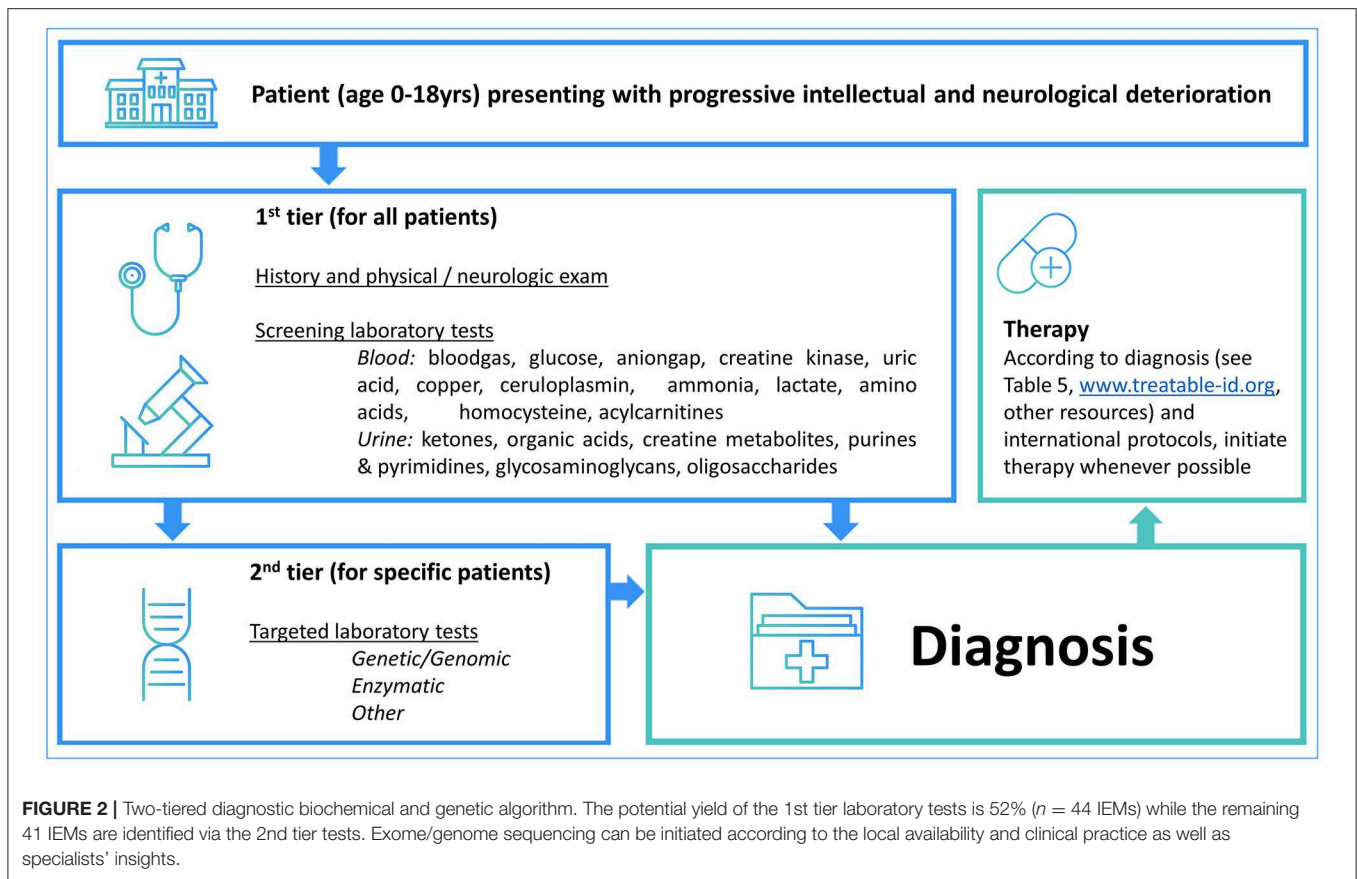 Patient (age 0-18yrs) presenting with progressive intellectual and neurological deterioration
1st tier (for all patients)
History and physical / neurologic exam
Screening laboratory tests
Blood: bloodgas, glucose, aniongap, creatine kinase, uric
acid, copper, ceruloplasmin, ammonia, lactate, amino
acids, homocysteine, acylcarnitines
Urine: ketones, organic acids, creatine metabolites, purines
& pyrimidines, glycosaminoglycans, oligosaccharides
Therapy
According to diagnosis (see
Table 5, www.treatable-id.org,
other resources) and
international protocols, initiate
therapy whenever possible
2nd tier (for specific patients)
Targeted laboratory tests
Genetic/Genomic
Enzymatic
Other
Diagnosis
FIGURE 2 | Two-tiered diagnostic biochemical and genetic algorithm. The potential yield of the 1st tier laboratory tests is 52% (n = 44 IEMs) while the remaining
41 IEMs are identified via the 2nd tier tests. Exome/genome sequencing can be initiated according to the local availability and clinical practice as well as
specialists’ insights.